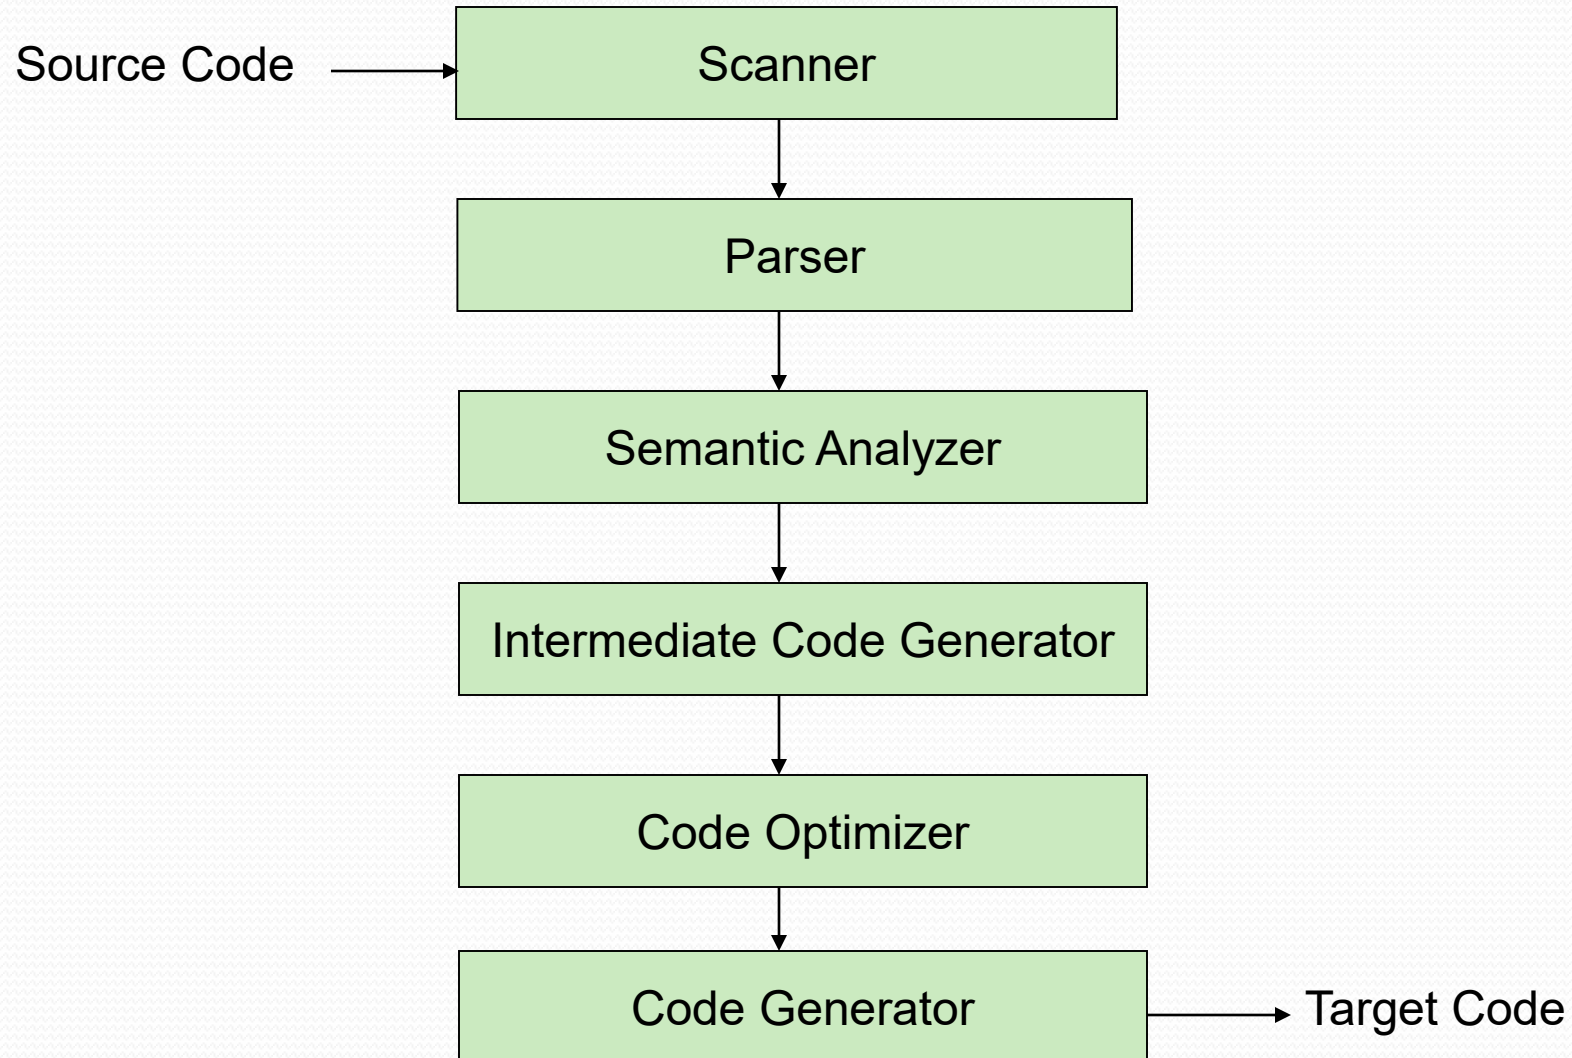 Source Code
Scanner
Parser
Semantic Analyzer
Intermediate Code Generator
Code Optimizer
Code Generator
Target Code